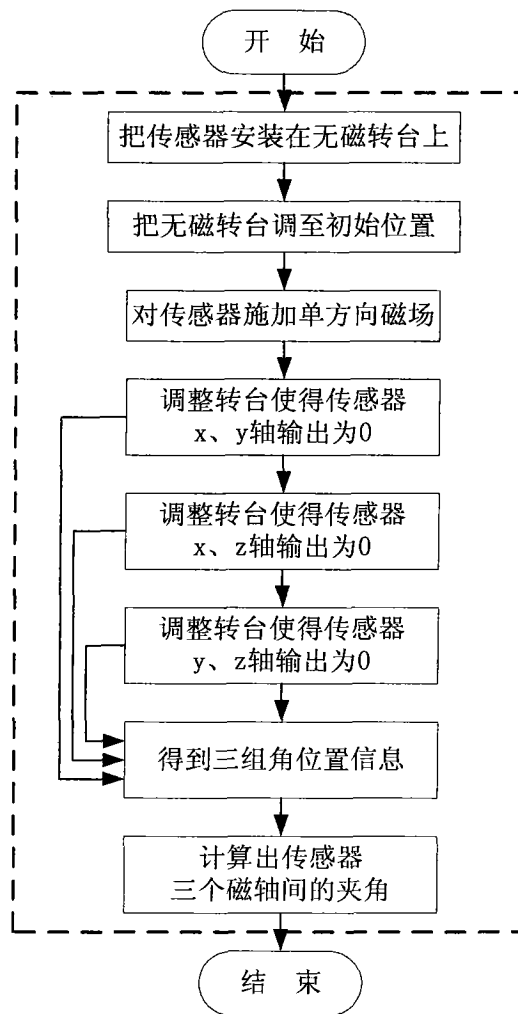 开 始
把传感器安装在无磁转台上
把无磁转台调至初始位置
对传感器施加单方向磁场
调整转台使得传感器
x、y轴输出为0
调整转台使得传感器
x、z轴输出为0
调整转台使得传感器
y、z轴输出为0
得到三组角位置信息
计算出传感器
三个磁轴间的夹角
结 束